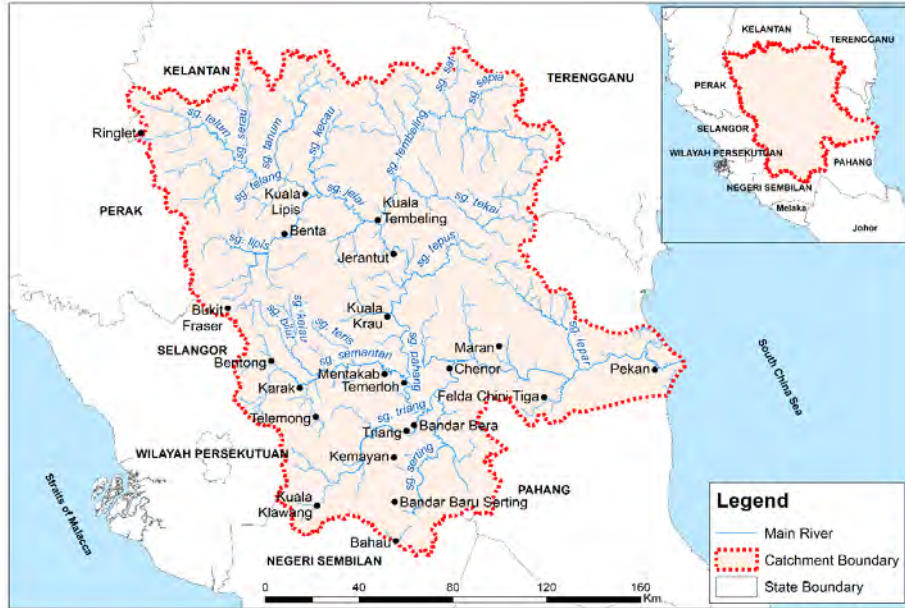 KELANTAN
TERENGGANU
PERAK
SELANGOR
WILAYAH PERSEKUTUAN
NEGERI SEMBILAN
PAHANG
Straits of Malacca
South China Sea
sg. telum
sg. serau
sg. tanum
sg. kecau
sg. tembeling
sg. sat
sg. sepia
sg. telang
sg. jelai
sg. tekai
sg. lipis
sg. tepus
sg. bilut
sg. teris
sg. semantan
sg. pahang
sg. lepar
sg. triang
sg. serting
Ringlet
Kuala
Lipis
Benta
Kuala
Tembeling
Jerantut
Bukit
Fraser
Kuala
Krau
Maran
Bentong
Mentakab
Chenor
Pekan
Karak
Temerloh
Felda Chini Tiga
Telemong
Triang
Bandar Bera
Kemayan
Kuala
Klawang
Bandar Baru Serting
Bahau
0
40
80
120
160
Km
KELANTAN
TERENGGANU
PERAK
SELANGOR
WILAYAH PERSEKUTUAN
PAHANG
NEGERI SEMBILAN
Melaka
Johor
Legend
Main River
Catchment Boundary
State Boundary